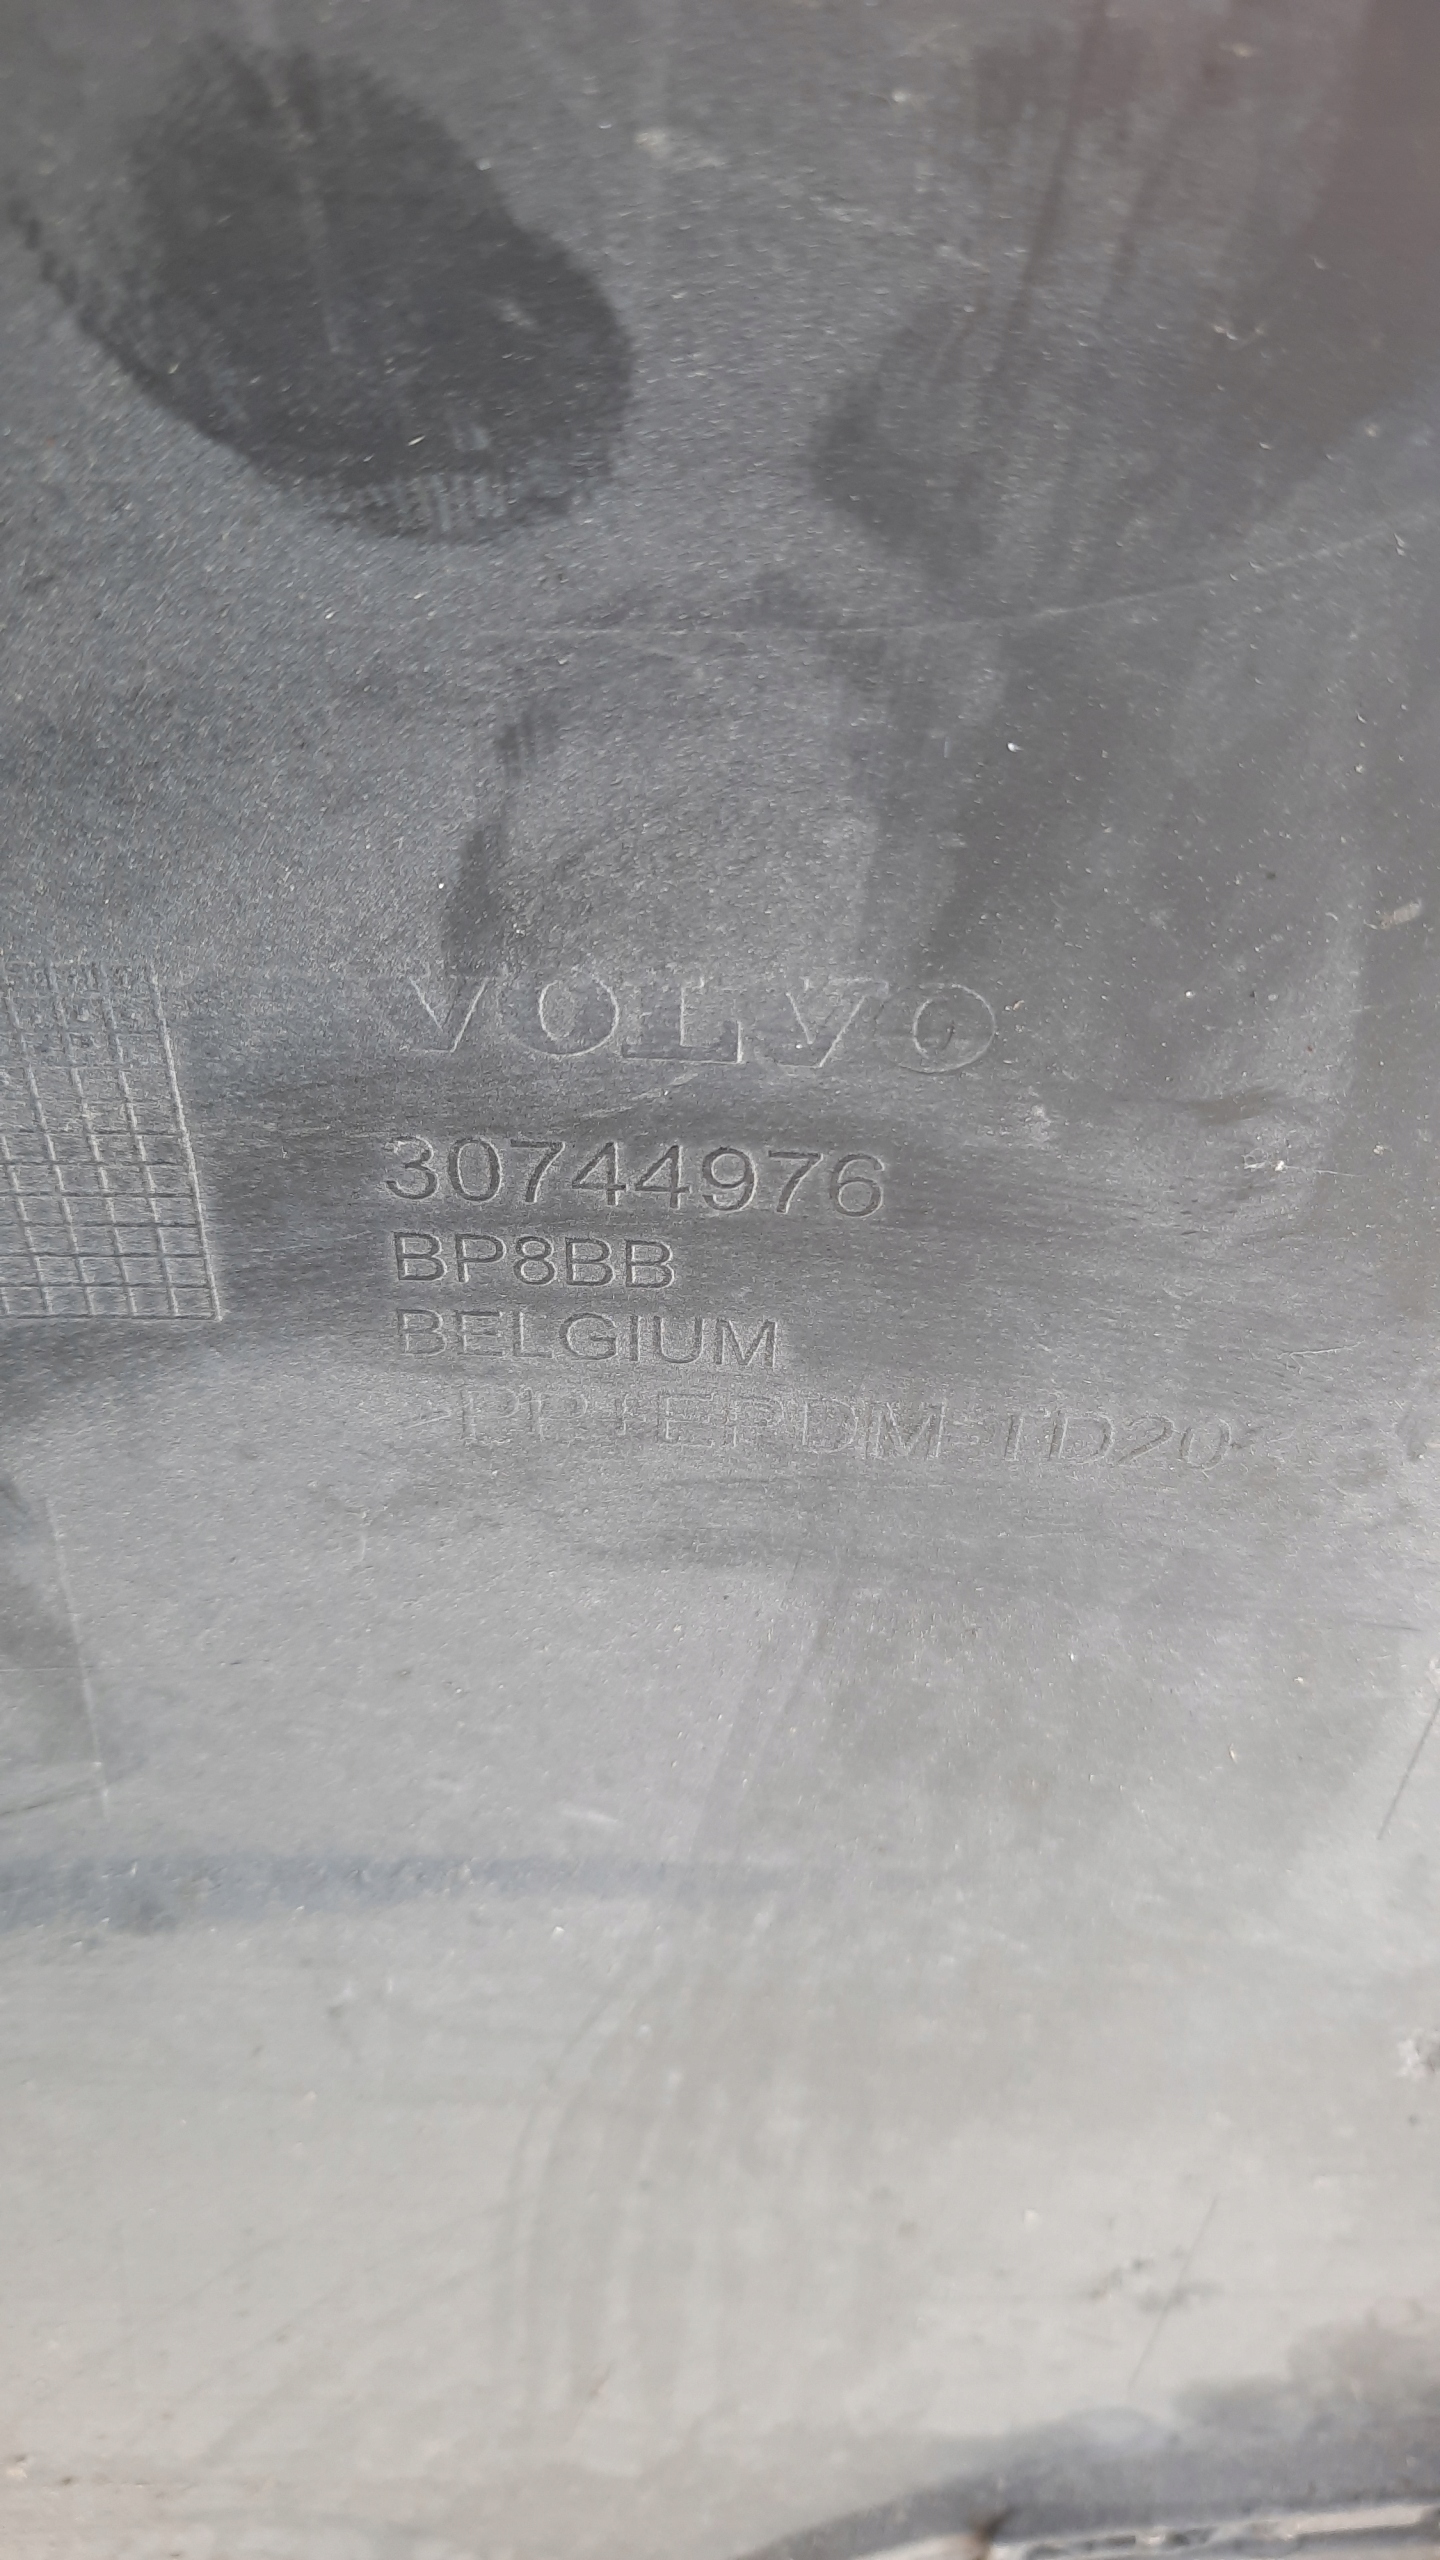 VOLVO
30744976
BP8BB
BELGIUM
>PP+EPDM-TD20<